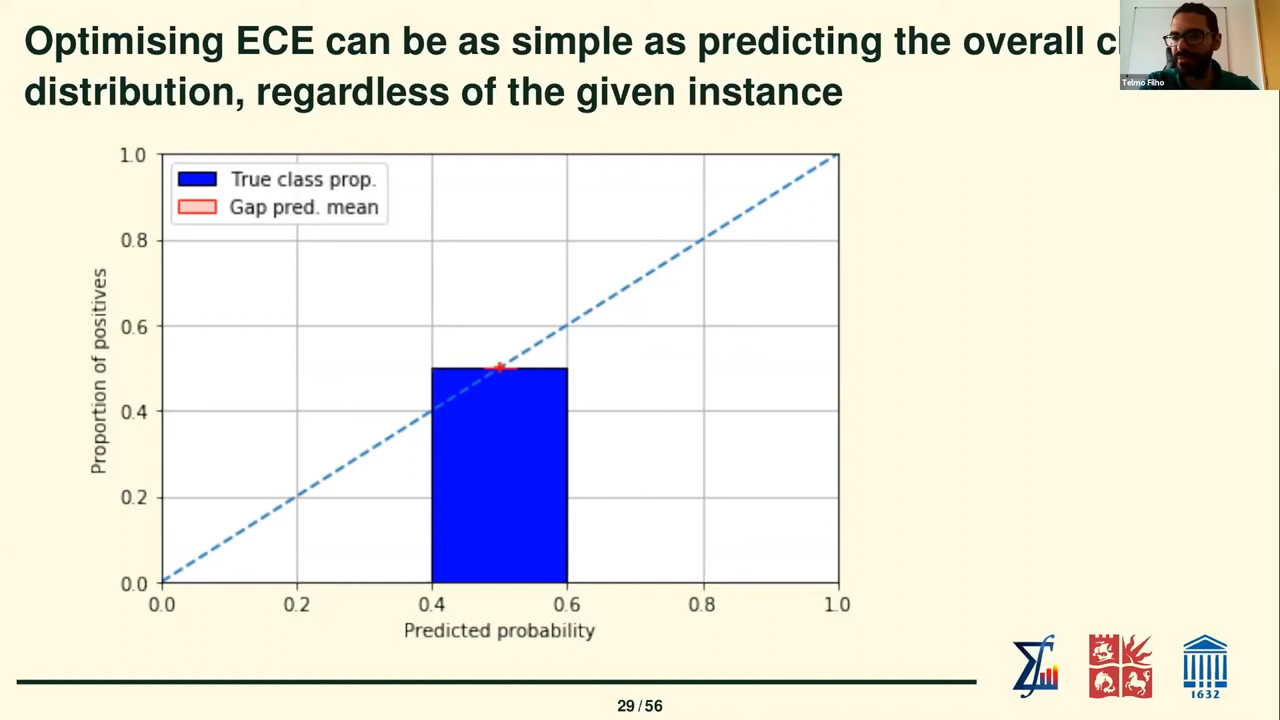 Optimising ECE can be as simple as predicting the overall
distribution, regardless of the given instance
Telmo Filho
True class prop.
Gap pred. mean
1.0
0.8
0.6
0.4
0.2
0.0
Proportion of positives
0.0 0.2 0.4 0.6 0.8 1.0
Predicted probability
1632
29/56